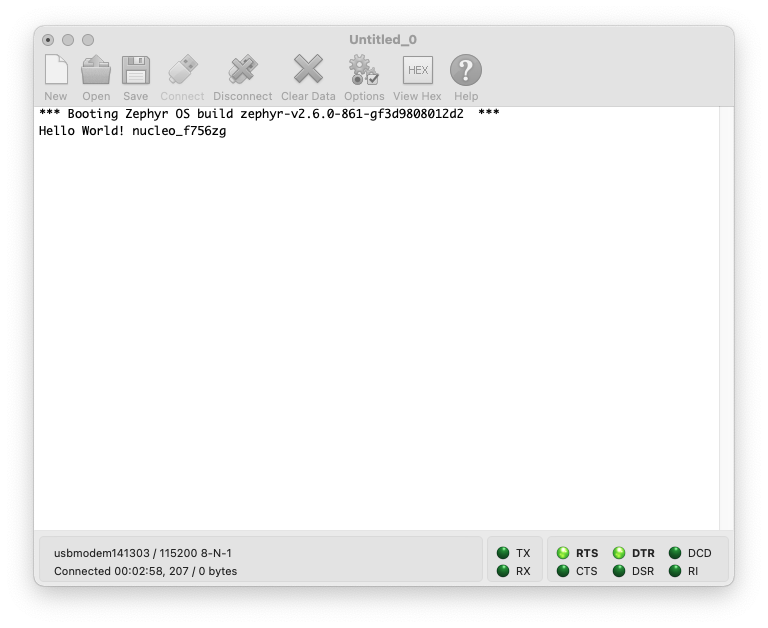 Untitled_0
New Open Save Connect Disconnect Clear Data Options View Hex Help
HEX
?
*** Booting Zephyr OS build zephyr-v2.6.0-861-gf3d9808012d2  ***
Hello World! nucleo_f756zg
usbmodem141303 / 115200 8-N-1
Connected 00:02:58, 207 / 0 bytes
TX
RX
RTS DTR DCD
CTS DSR RI